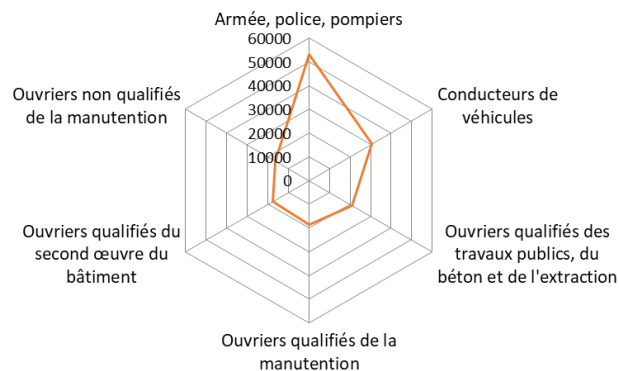 Armée, police, pompiers
60000
50000
40000
30000
20000
10000
0
Conducteurs de
véhicules
Ouvriers qualifiés des
travaux publics, du
béton et de l'extraction
Ouvriers qualifiés de la
manutention
Ouvriers qualifiés du
second œuvre du
bâtiment
Ouvriers non qualifiés
de la manutention